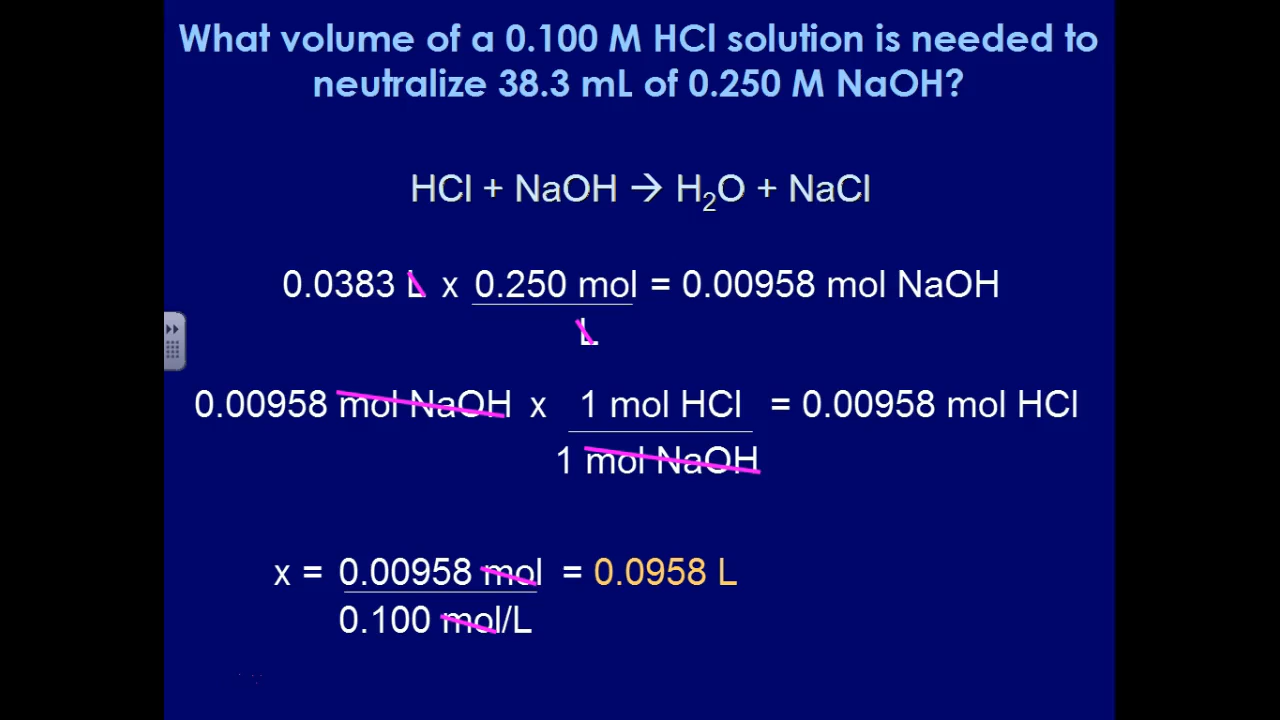 What volume of a 0.100 M HCl solution is needed to
neutralize 38.3 mL of 0.250 M NaOH?
HCl + NaOH → H₂O + NaCl
0.0383 L x 0.250 mol = 0.00958 mol NaOH
L
0.00958 mol NaOH x 1 mol HCl = 0.00958 mol HCl
1 mol NaOH
x = 0.00958 mol = 0.0958 L
0.100 mol/L